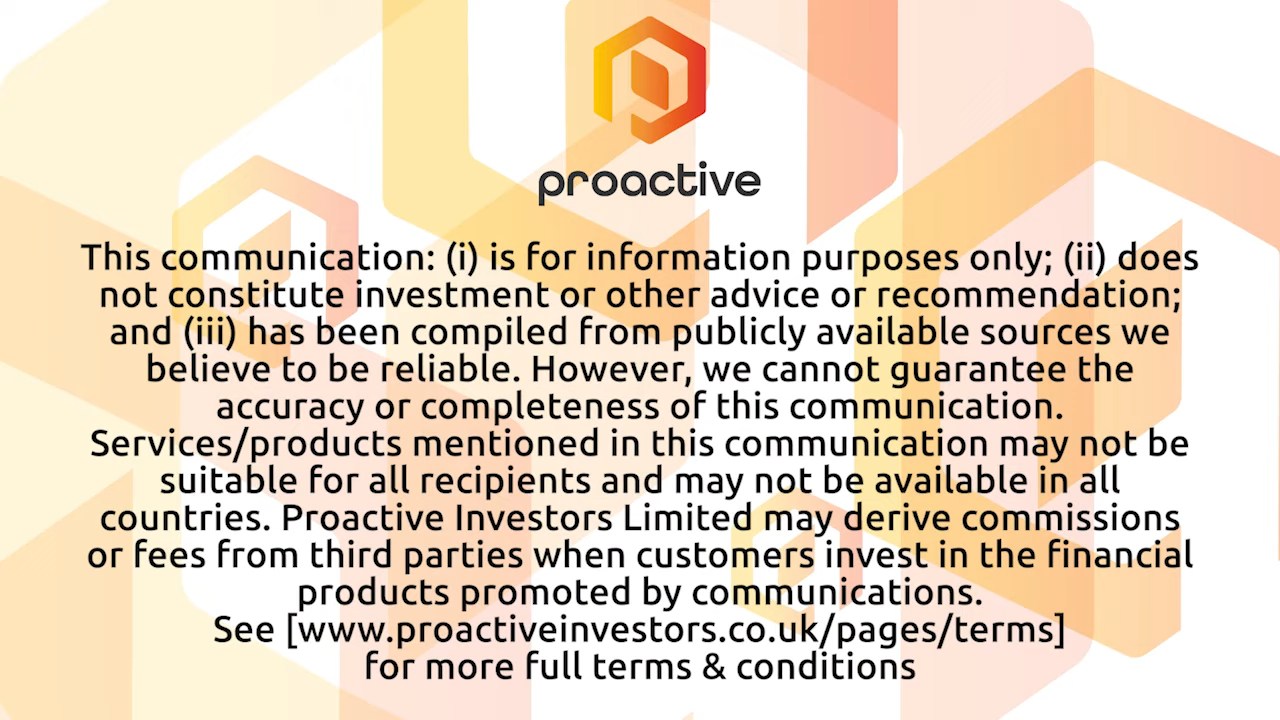 proactive
This communication: (i) is for information purposes only; (ii) does
not constitute investment or other advice or recommendation;
and (iii) has been compiled from publicly available sources we
believe to be reliable. However, we cannot guarantee the
accuracy or completeness of this communication.
Services/products mentioned in this communication may not be
suitable for all recipients and may not be available in all
countries. Proactive Investors Limited may derive commissions
or fees from third parties when customers invest in the financial
products promoted by communications.
See [www.proactiveinvestors.co.uk/pages/terms]
for more full terms & conditions